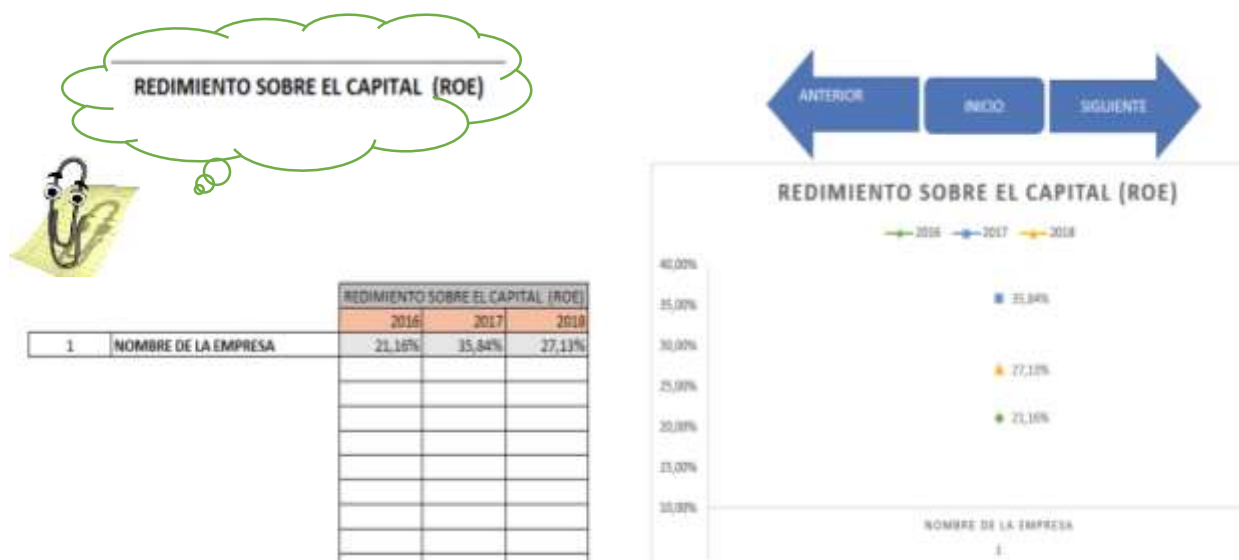 REDIMIENTO SOBRE EL CAPITAL (ROE)
ANTERIOR
INICIO
SIGUIENTE
REDIMIENTO SOBRE EL CAPITAL (ROE)
2016 2017 2018
1 NOMBRE DE LA EMPRESA 21,16% 35,84% 27,13%
REDIMIENTO SOBRE EL CAPITAL (ROE)
2016 2017 2018
40,00%
35,00%
30,00%
25,00%
20,00%
15,00%
10,00%
35,84%
27,13%
21,16%
NOMBRE DE LA EMPRESA
1